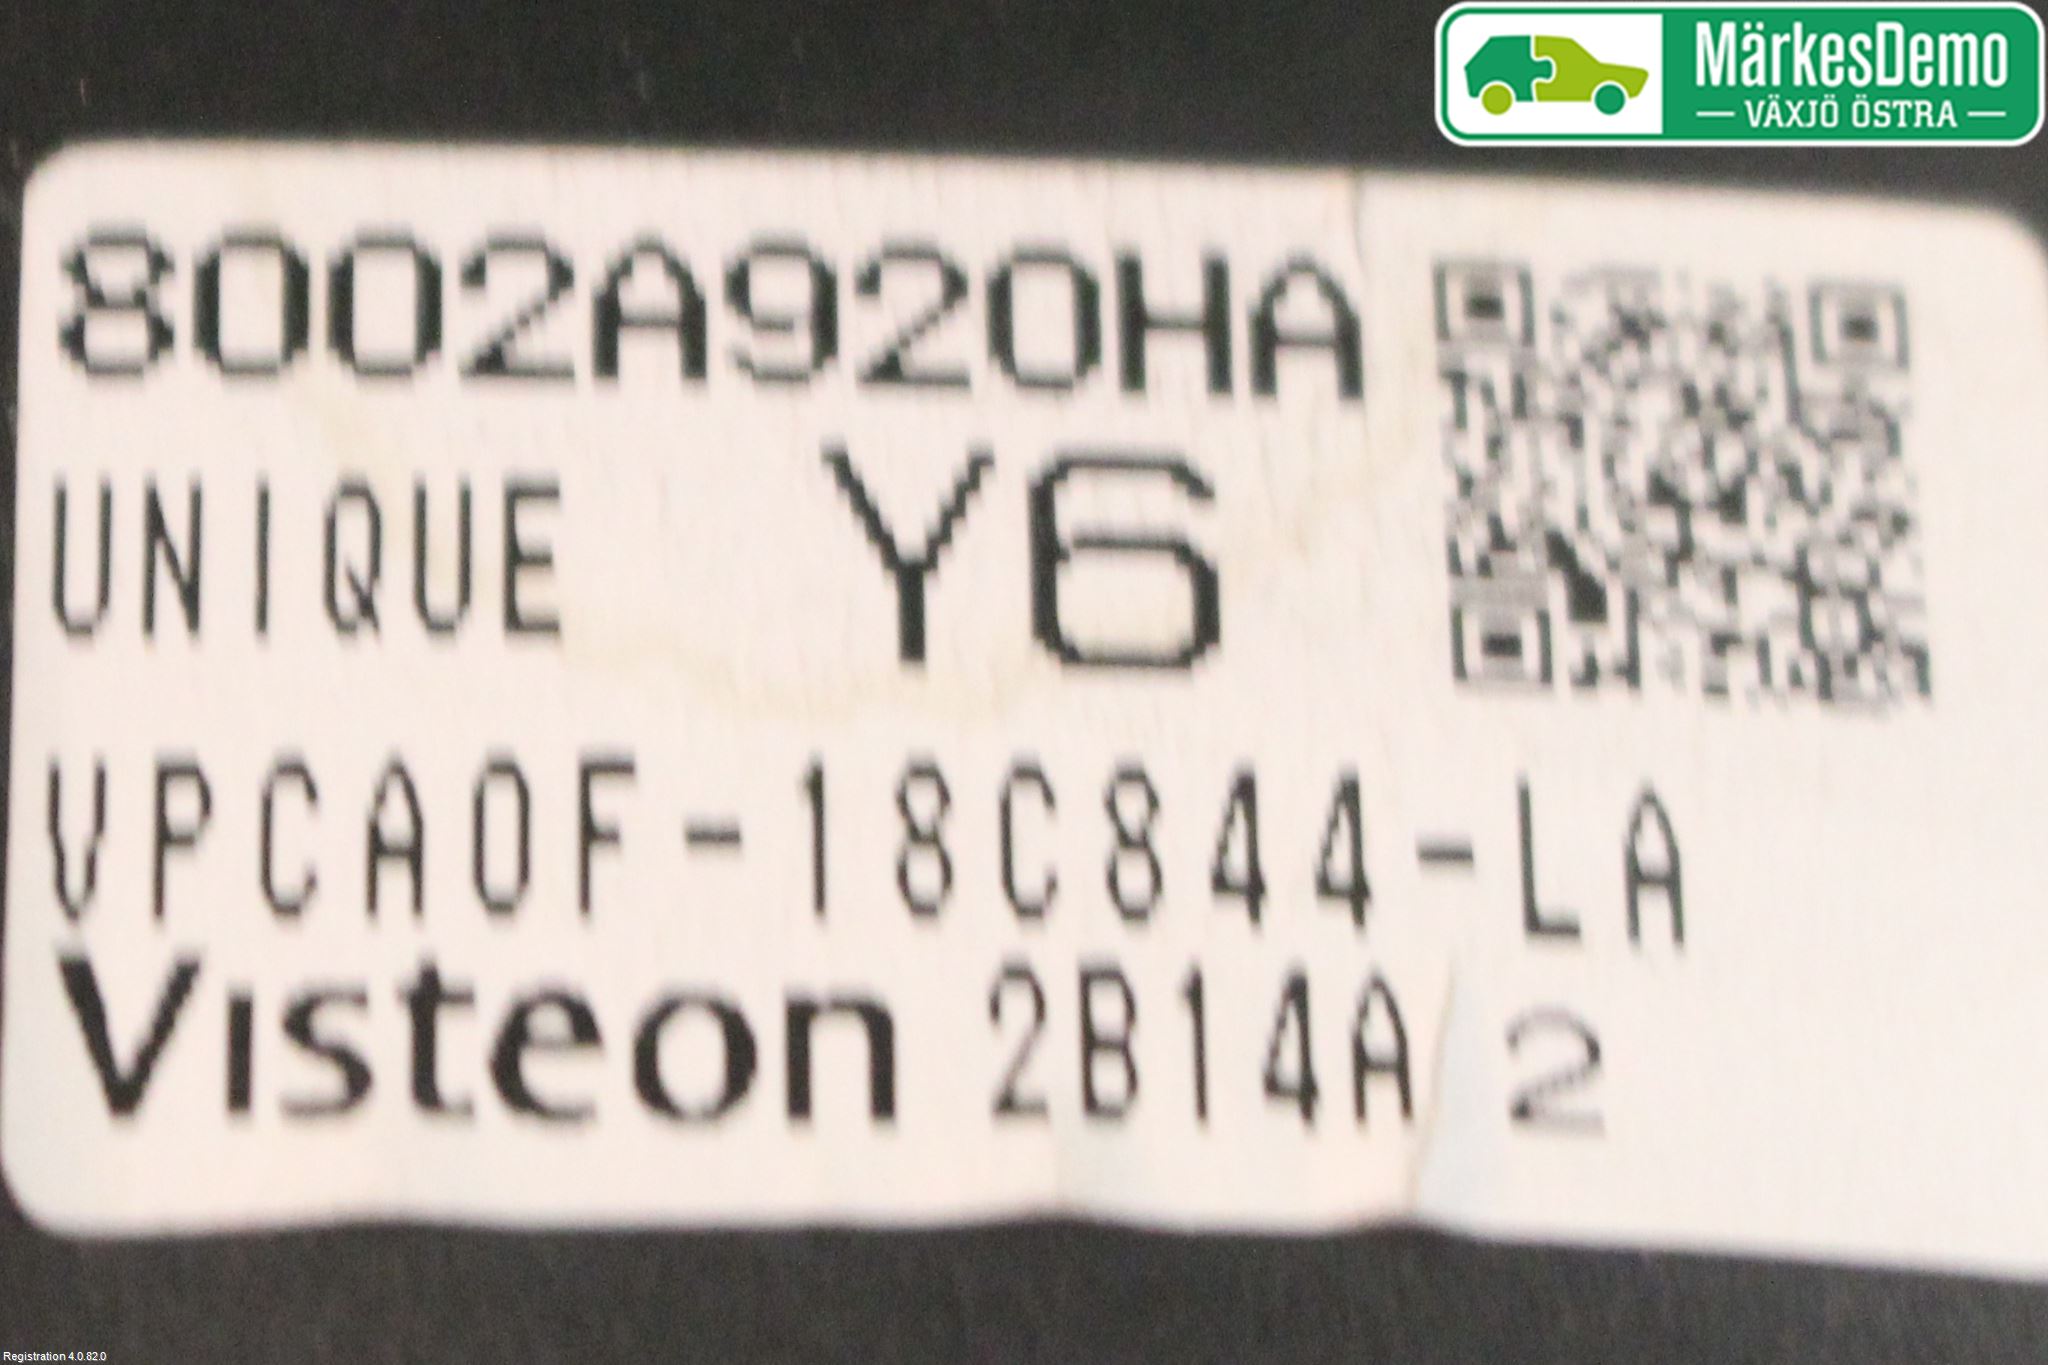 MärkesDemo
— VÄXJÖ ÖSTRA —
8002A920HA
UNIQUE Y6
VPCA0F-18C844-LA
Visteon 2B14A 2
Registration 4.0.82.0